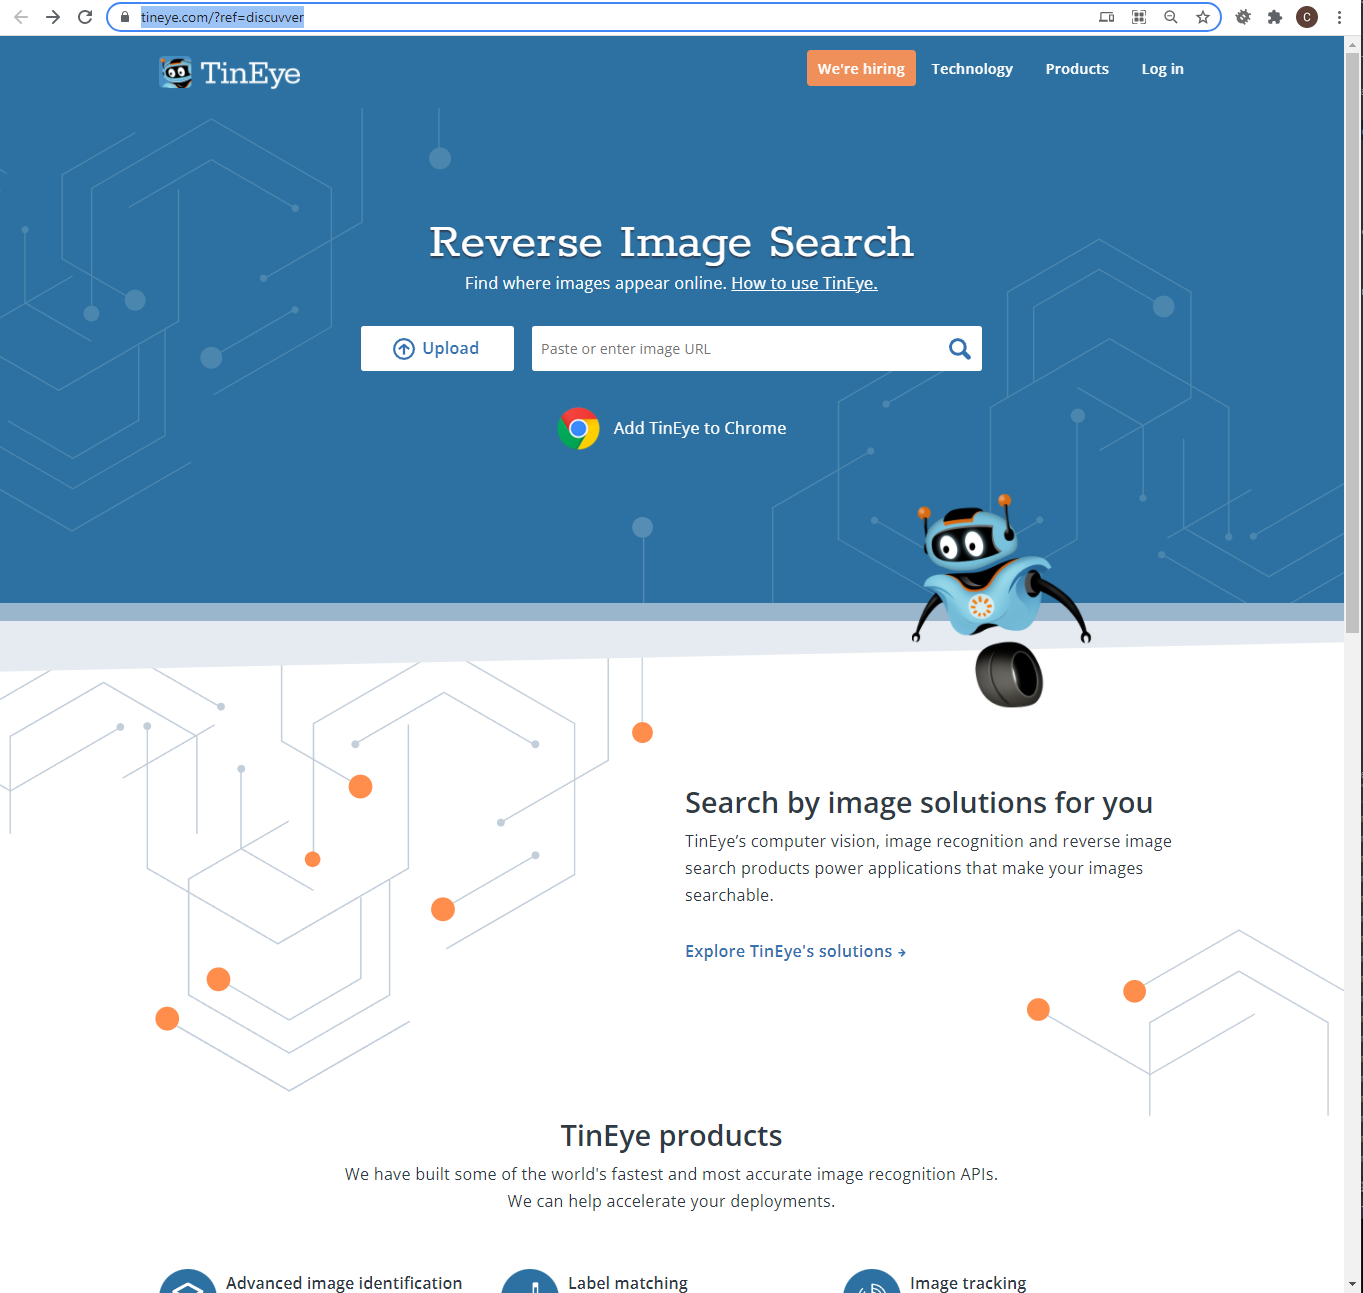 tineye.com/?ref=discuvver
C
TinEye
We're hiring
Technology
Products
Log in
Reverse Image Search
Find where images appear online. How to use TinEye.
Upload
Paste or enter image URL
Add TinEye to Chrome
Search by image solutions for you
TinEye’s computer vision, image recognition and reverse image
search products power applications that make your images
searchable.
Explore TinEye's solutions →
TinEye products
We have built some of the world's fastest and most accurate image recognition APIs.
We can help accelerate your deployments.
Advanced image identification
Label matching
Image tracking